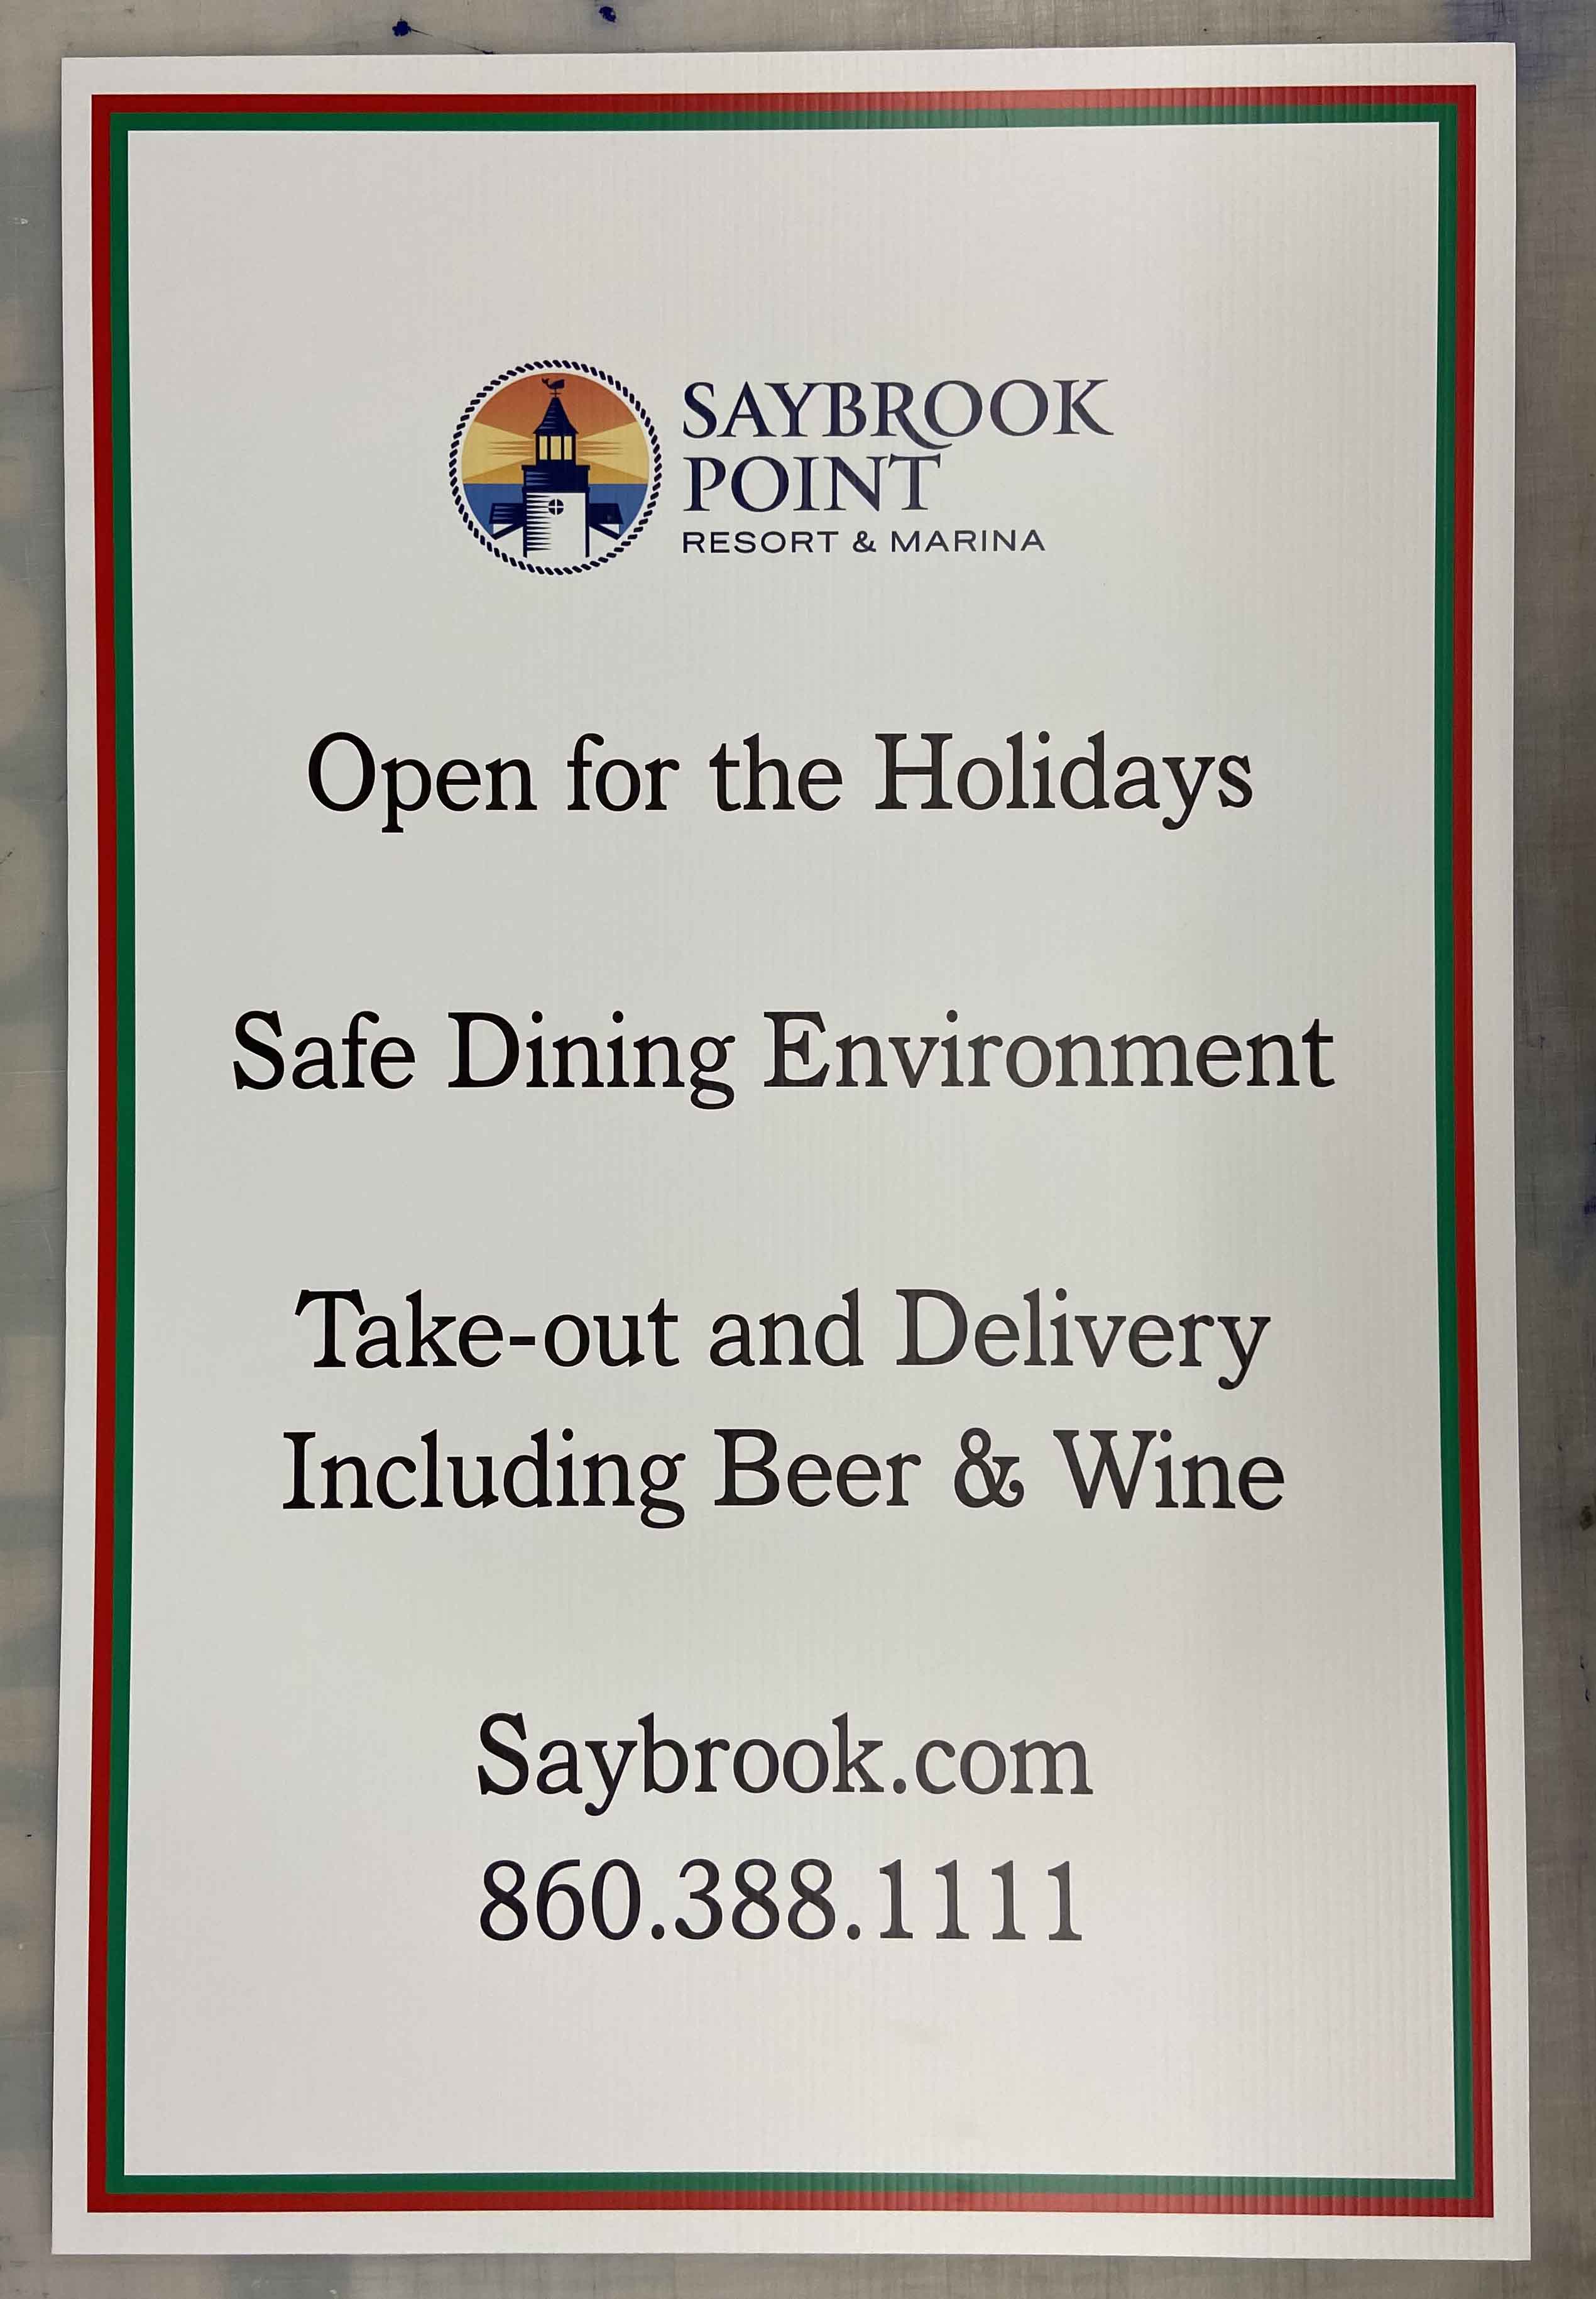 SAYBROOK
POINT
RESORT & MARINA
Open for the Holidays
Safe Dining Environment
Take-out and Delivery
Including Beer & Wine
Saybrook.com
860.388.1111